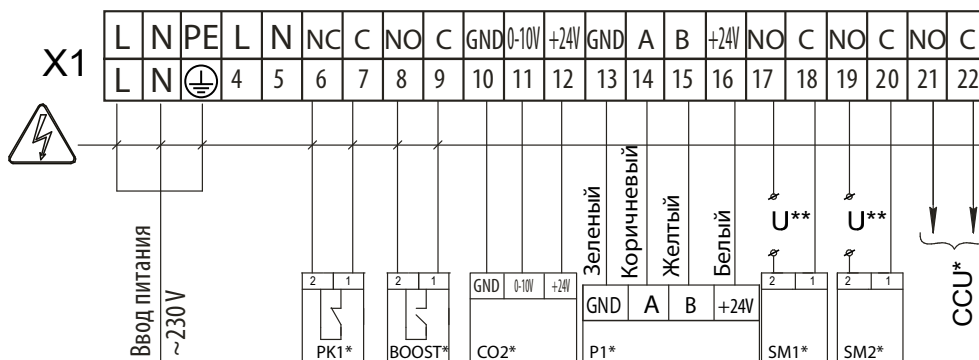 X1
L N PE L N NC C NO C GND 0-10V +24V GND A B +24V NO C NO C NO C
L N 4 5 6 7 8 9 10 11 12 13 14 15 16 17 18 19 20 21 22
Ввод питания
~230 V
Зеленый
Коричневый
Желтый
Белый
U**
U**
CCU*
2 1
PK1*
2 1
BOOST*
GND 0-10V +24V
CO2*
GND A B +24V
P1*
2 1
SM1*
2 1
SM2*